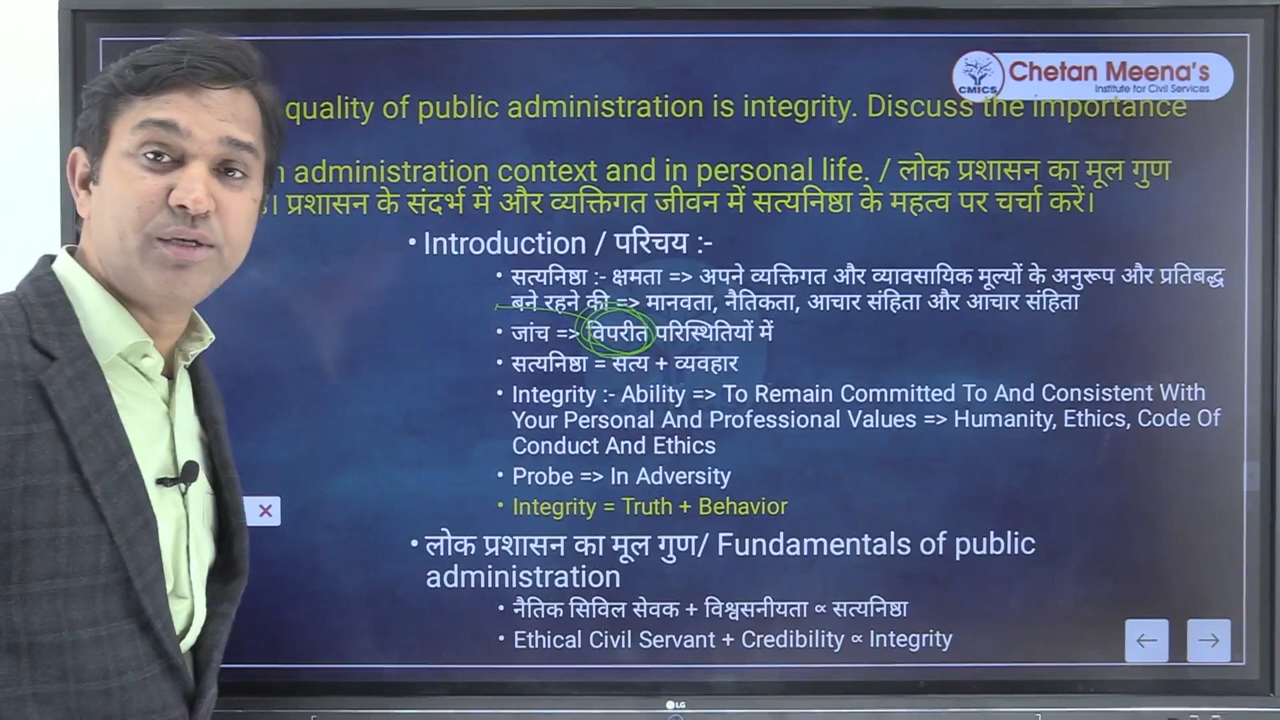 Chetan Meena's
Institute for Civil Services
CMICS
quality of public administration is integrity. Discuss the importance
administration context and in personal life. / लोक प्रशासन का मूल गुण
। प्रशासन के संदर्भ में और व्यक्तिगत जीवन में सत्यनिष्ठा के महत्व पर चर्चा करें।
• Introduction / परिचय :-
• सत्यनिष्ठा :- क्षमता => अपने व्यक्तिगत और व्यावसायिक मूल्यों के अनुरूप और प्रतिबद्ध
बने रहने की => मानवता, नैतिकता, आचार संहिता और आचार संहिता
• जांच => विपरीत परिस्थितियों में
• सत्यनिष्ठा = सत्य + व्यवहार
• Integrity :- Ability => To Remain Committed To And Consistent With
Your Personal And Professional Values => Humanity, Ethics, Code Of
Conduct And Ethics
• Probe => In Adversity
• Integrity = Truth + Behavior
• लोक प्रशासन का मूल गुण/ Fundamentals of public
administration
• नैतिक सिविल सेवक + विश्वसनीयता ∝ सत्यनिष्ठा
• Ethical Civil Servant + Credibility ∝ Integrity
LG